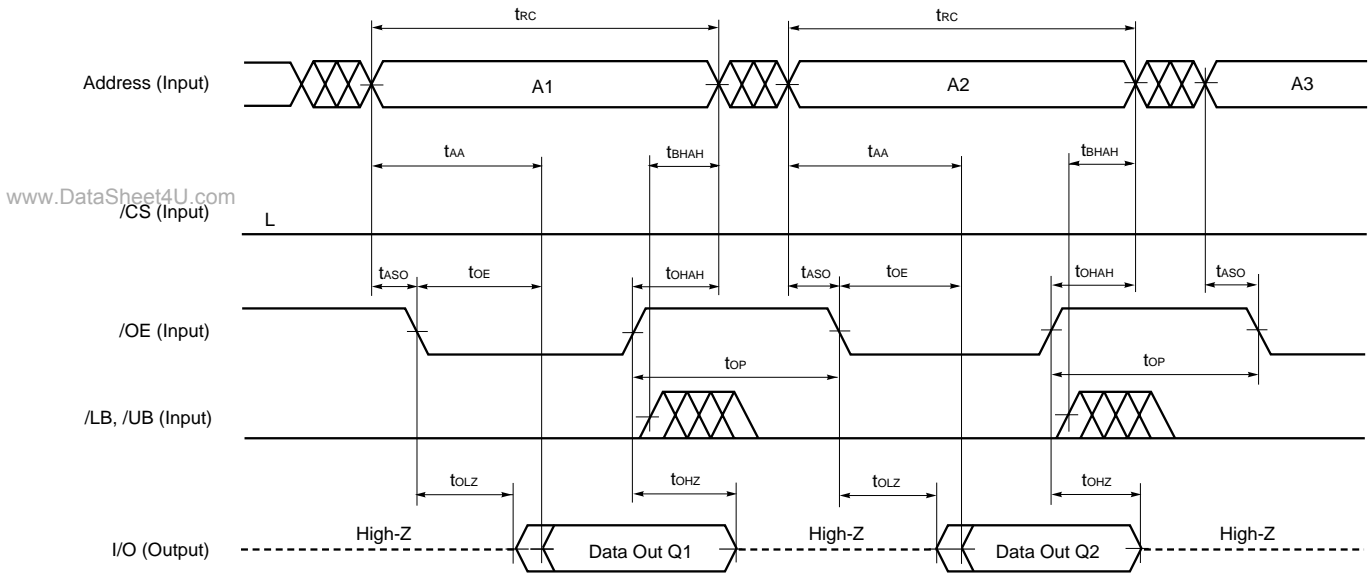 tRC tRC
Address (Input) A1 A2 A3
tAA tBHAH tAA tBHAH
www.DataSheet4U.com
/CS (Input) L
tASO tOE tOHAH tASO tOE tOHAH tASO
/OE (Input)
tOP tOP
/LB, /UB (Input)
tOLZ tOHZ tOLZ tOHZ
I/O (Output) High-Z Data Out Q1 High-Z Data Out Q2 High-Z